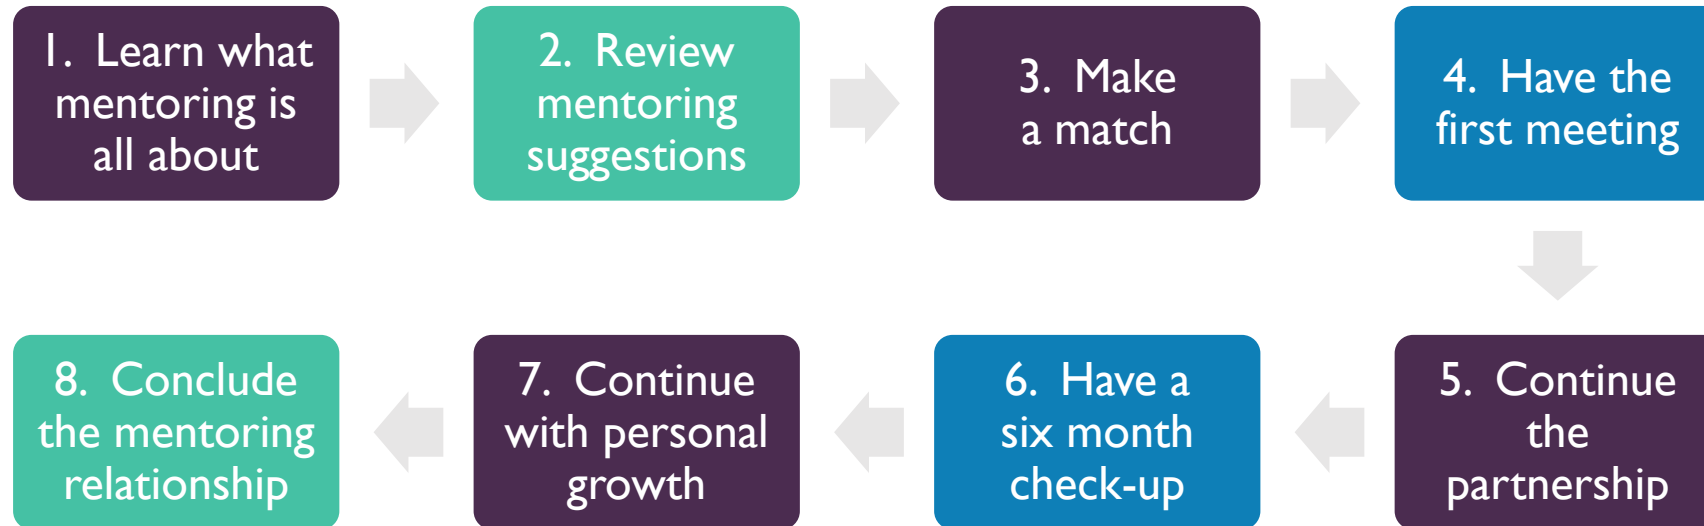 1. Learn what
mentoring is
all about
2. Review
mentoring
suggestions
3. Make
a match
4. Have the
first meeting
5. Continue
the
partnership
6. Have a
six month
check-up
7. Continue
with personal
growth
8. Conclude
the mentoring
relationship